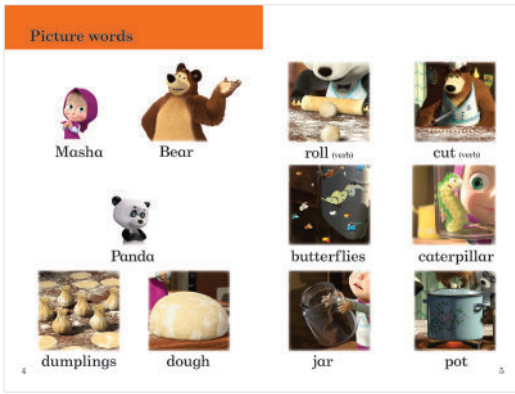 Picture words
Masha
Bear
Panda
dumplings
dough
4
roll (verb)
cut (verb)
butterflies
caterpillar
jar
pot
5